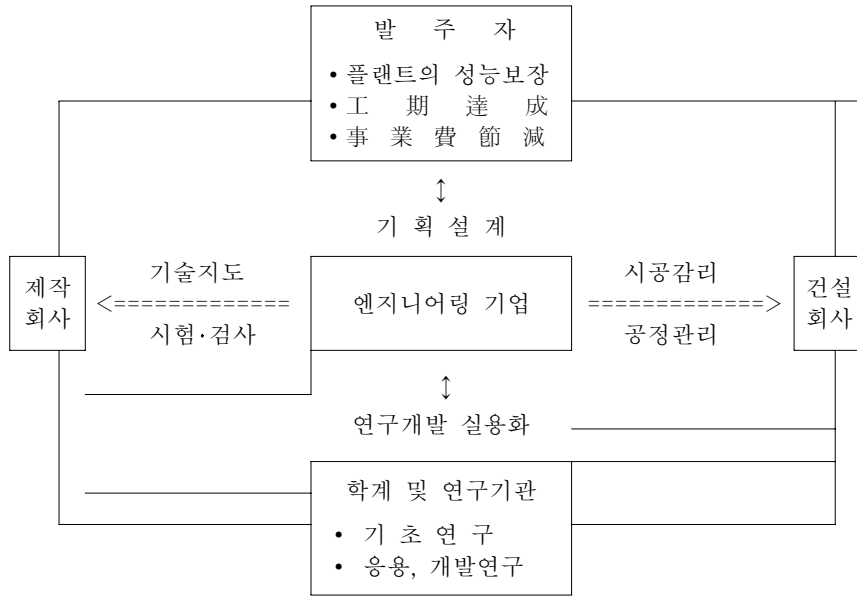 발 주 자
• 플랜트의 성능보장
• 工 期 達 成
• 事 業 費 節 減
↕
기 획 설 계
제작
회사
기술지도
<=============
시험·검사
엔지니어링 기업
시공감리
=============>
공정관리
건설
회사
↕
연구개발 실용화
학계 및 연구기관
• 기 초 연 구
• 응용, 개발연구